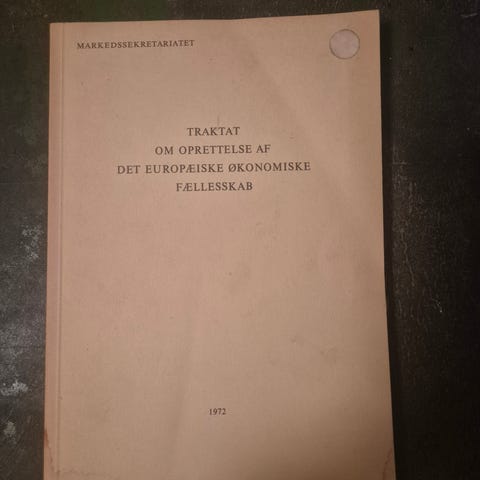 MARKEDSSEKRETARIATET
TRAKTAT
OM OPRETTELSE AF
DET EUROPÆISKE ØKONOMISKE
FÆLLESSKAB
1972